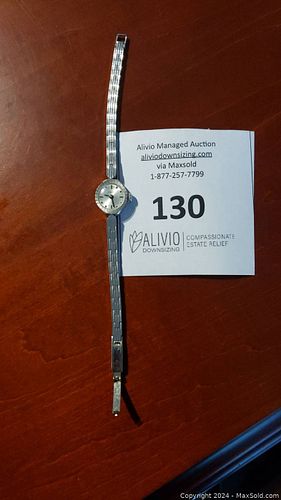 Alivio Managed Auction
aliviodownsizing.com
via Maxsold
1-877-257-7799
130
ALIVIO
DOWNSIZING
COMPASSIONATE
ESTATE RELIEF
Copyright © 2024 - MaxSold.com